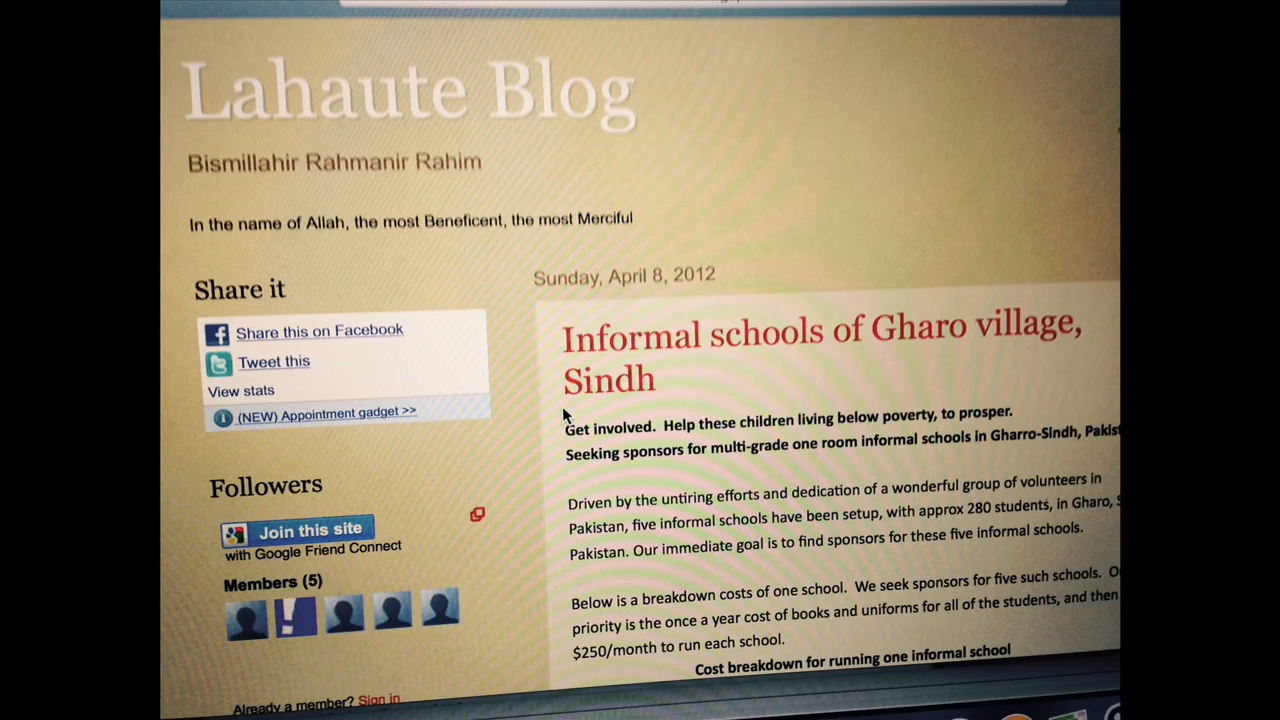 Lahaute Blog
Bismillahir Rahmanir Rahim
In the name of Allah, the most Beneficent, the most Merciful
Share it
Share this on Facebook
Tweet this
View stats
(NEW) Appointment gadget >>
Followers
Join this site
with Google Friend Connect
Members (5)
Already a member? Sign in
Sunday, April 8, 2012
Informal schools of Gharo village,
Sindh
Get involved. Help these children living below poverty, to prosper.
Seeking sponsors for multi-grade one room informal schools in Gharro-Sindh, Pakist
Driven by the untiring efforts and dedication of a wonderful group of volunteers in
Pakistan, five informal schools have been setup, with approx 280 students, in Gharo, S
Pakistan. Our immediate goal is to find sponsors for these five informal schools.
Below is a breakdown costs of one school. We seek sponsors for five such schools. O
priority is the once a year cost of books and uniforms for all of the students, and then
$250/month to run each school.
Cost breakdown for running one informal school